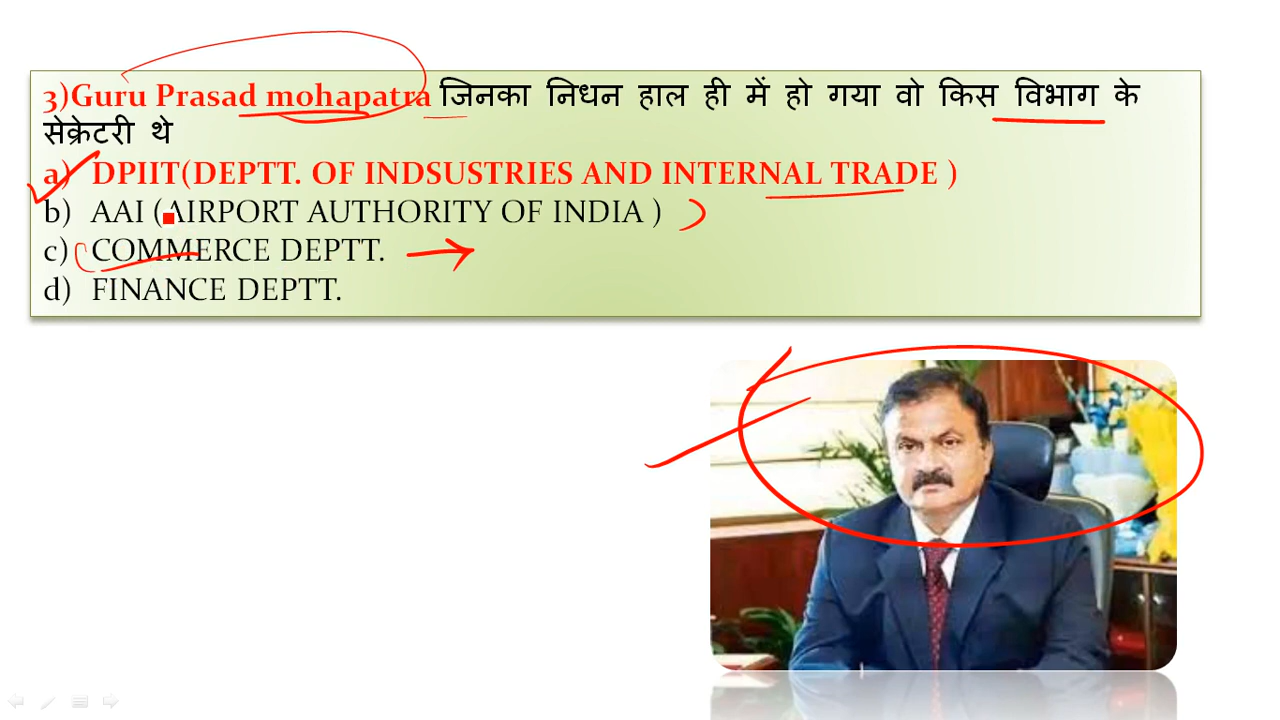 3)Guru Prasad mohapatra जिनका निधन हाल ही में हो गया वो किस विभाग के
सेक्रेटरी थे
a) DPIIT(DEPTT. OF INDSUSTRIES AND INTERNAL TRADE )
b) AAI (AIRPORT AUTHORITY OF INDIA )
c) COMMERCE DEPTT.
d) FINANCE DEPTT.